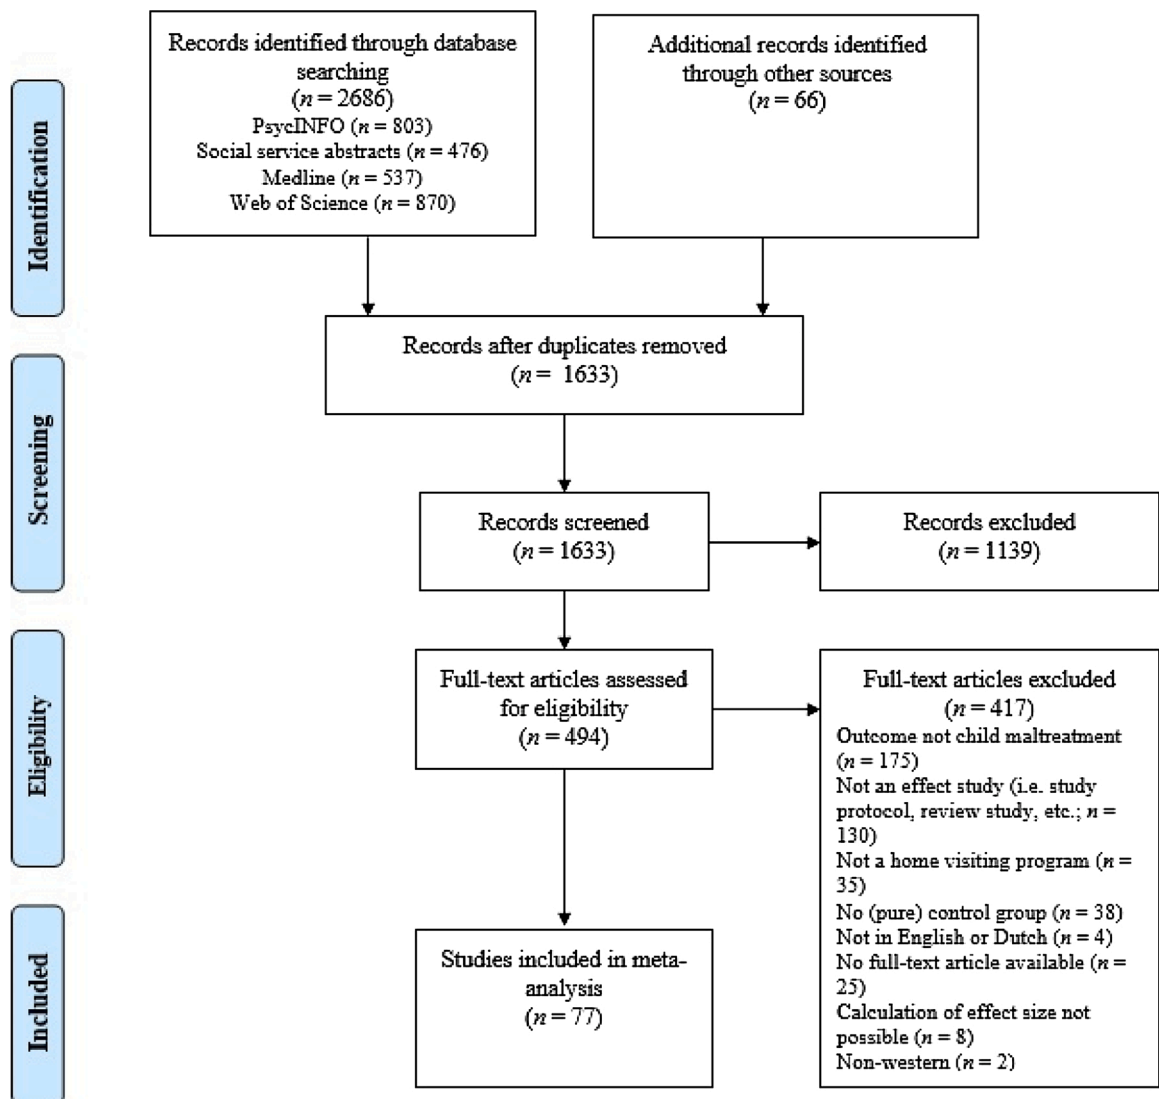 Identification
Records identified through database
searching
(n = 2686)
PsycINFO (n = 803)
Social service abstracts (n = 476)
Medline (n = 537)
Web of Science (n = 870)
Additional records identified
through other sources
(n = 66)
Records after duplicates removed
(n =  1633)
Screening
Records screened
(n = 1633)
Records excluded
(n = 1139)
Eligibility
Full-text articles assessed
for eligibility
(n = 494)
Full-text articles excluded
(n = 417)
Outcome not child maltreatment
(n = 175)
Not an effect study (i.e. study
protocol, review study, etc.; n =
130)
Not a home visiting program (n =
35)
No (pure) control group (n = 38)
Not in English or Dutch (n = 4)
No full-text article available (n =
25)
Calculation of effect size not
possible (n = 8)
Non-western (n = 2)
Included
Studies included in meta-
analysis
(n = 77)